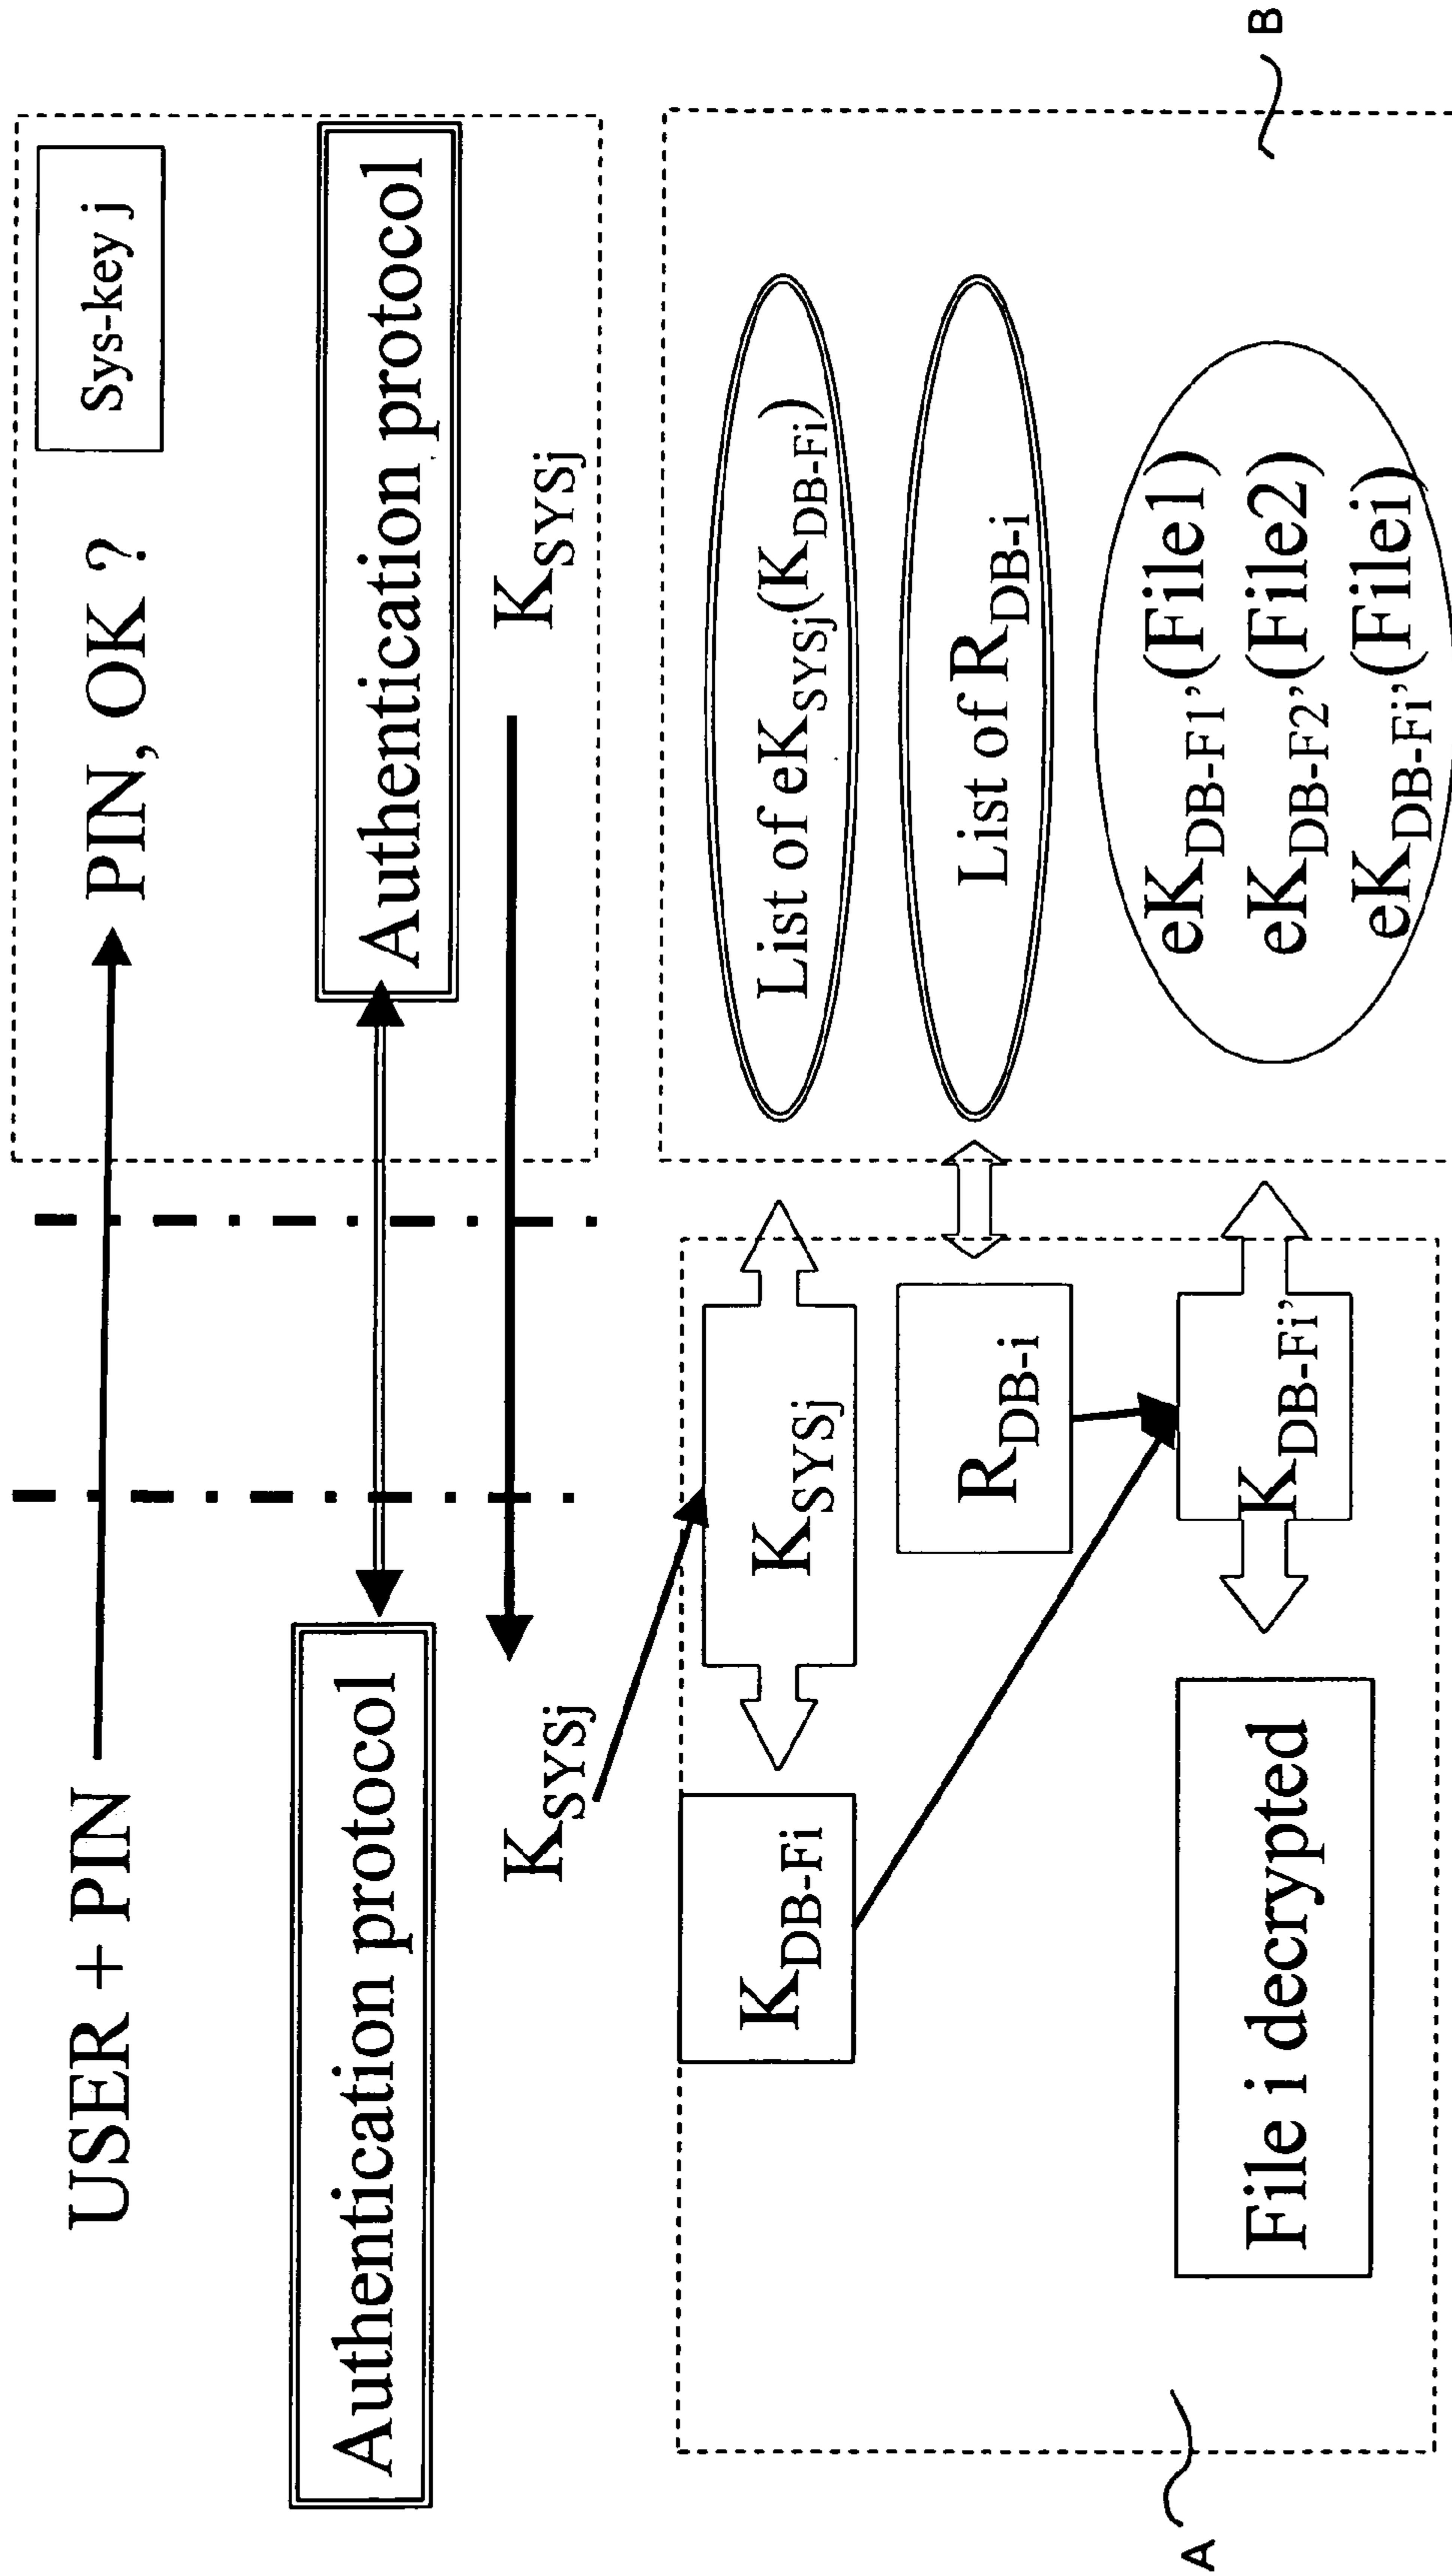 USER + PIN
PIN, OK ?
Sys-key j
Authentication protocol
Authentication protocol
K_SYSj
K_SYSj
K_DB-Fi
K_SYSj
List of eK_SYSj(K_DB-Fi)
R_DB-i
List of R_DB-i
File i decrypted
K_DB-Fi’
eK_DB-F1’(File1)
eK_DB-F2’(File2)
eK_DB-Fi’(Filei)
A
B